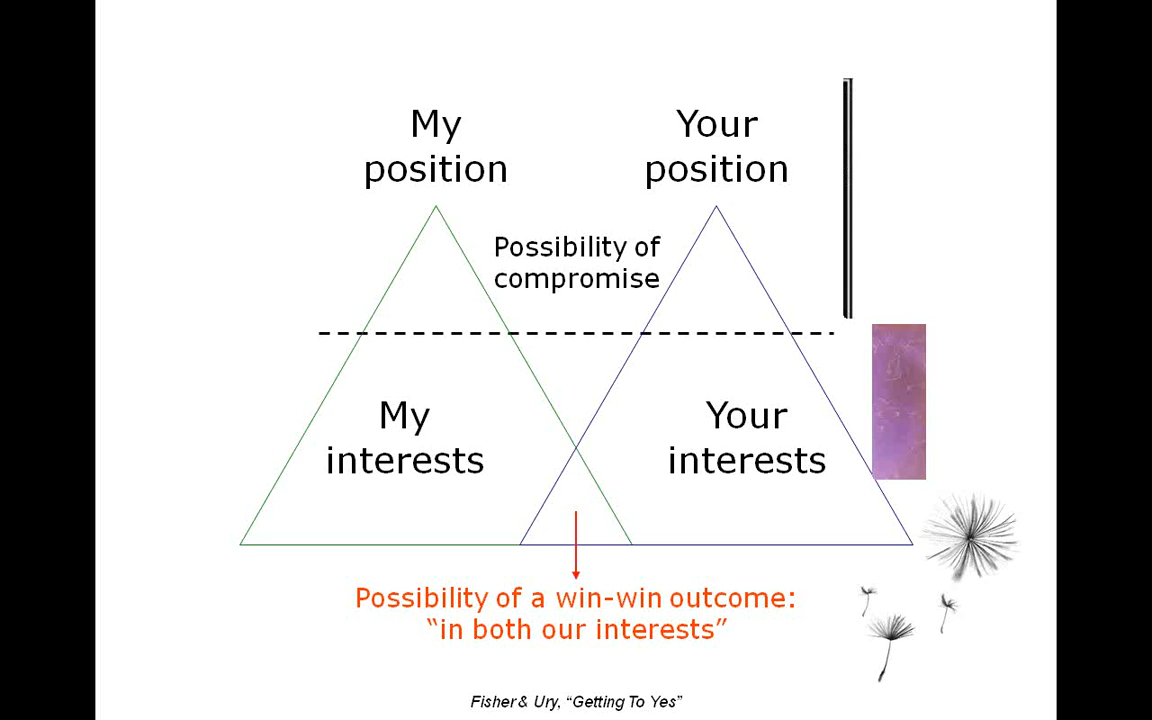 My
position
Your
position
Possibility of
compromise
My
interests
Your
interests
Possibility of a win-win outcome:
“in both our interests”
Fisher & Ury, “Getting To Yes”